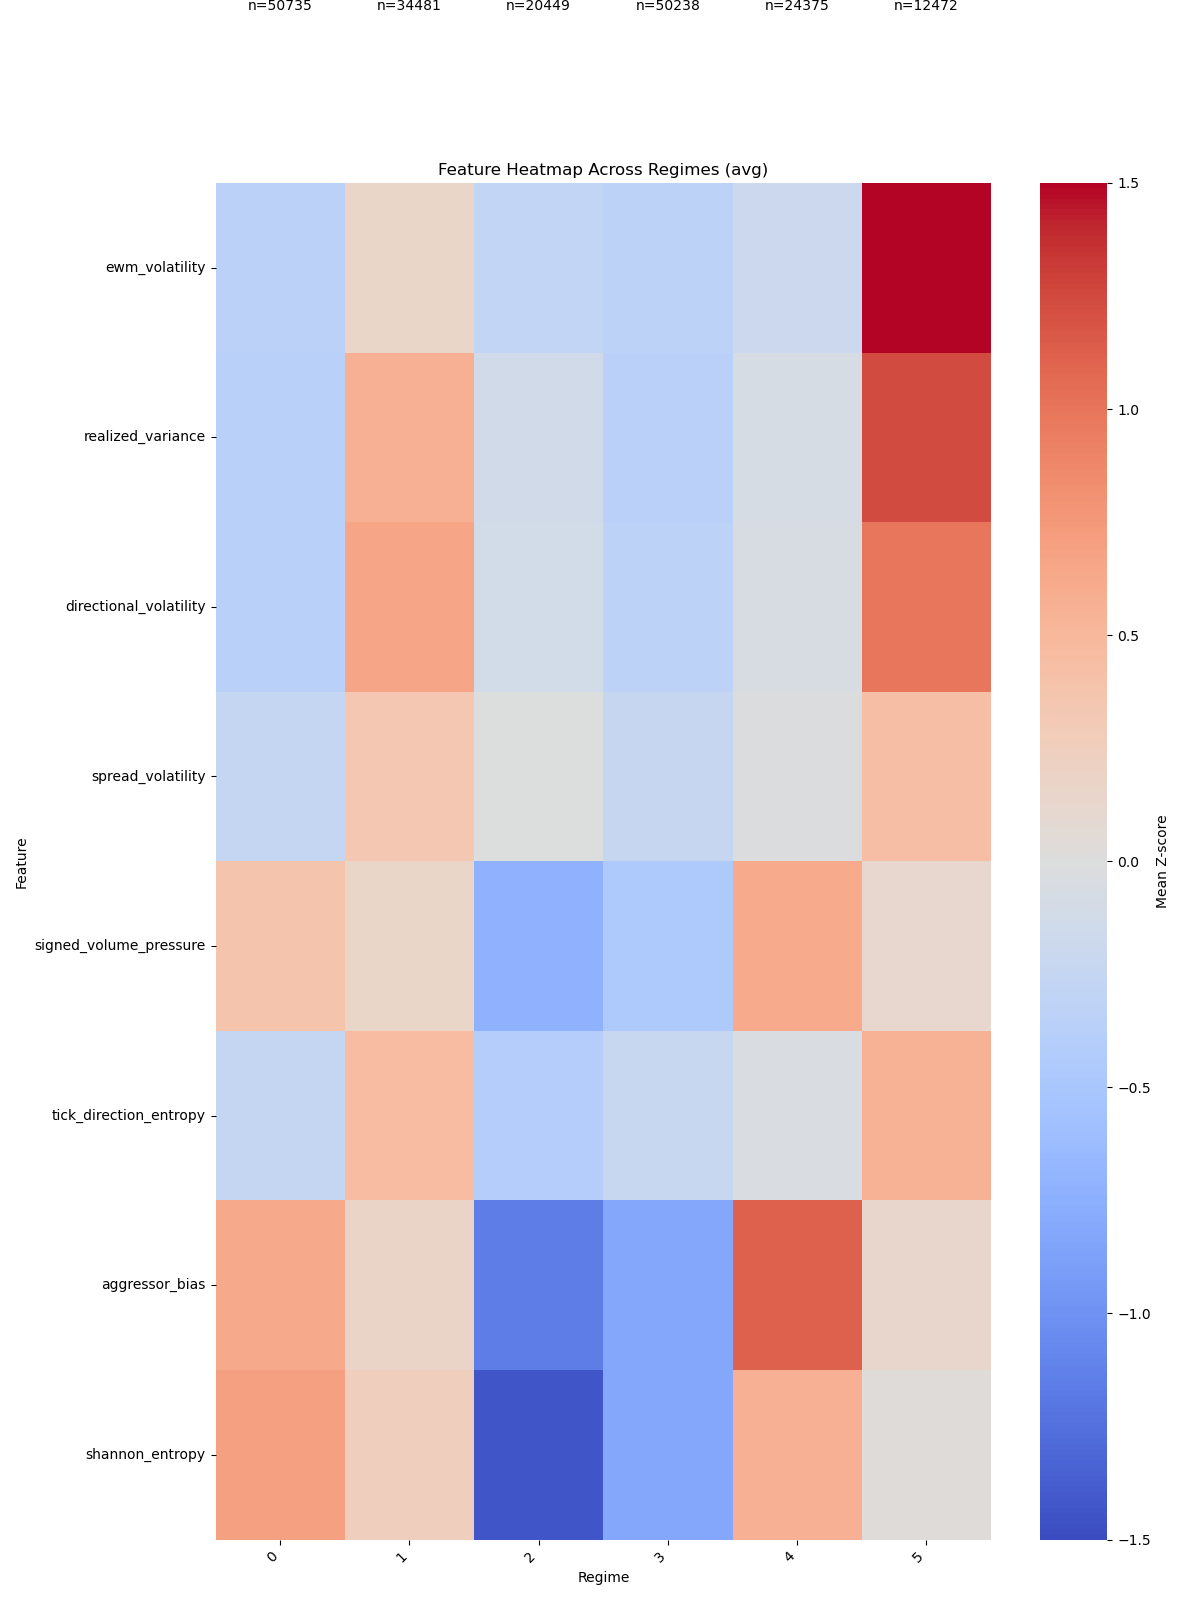 n=50735 n=34481 n=20449 n=50238 n=24375 n=12472
Feature Heatmap Across Regimes (avg)
Feature
ewm_volatility
realized_variance
directional_volatility
spread_volatility
signed_volume_pressure
tick_direction_entropy
aggressor_bias
shannon_entropy
0 1 2 3 4 5
Regime
1.5
1.0
0.5
0.0
−0.5
−1.0
−1.5
Mean Z-score